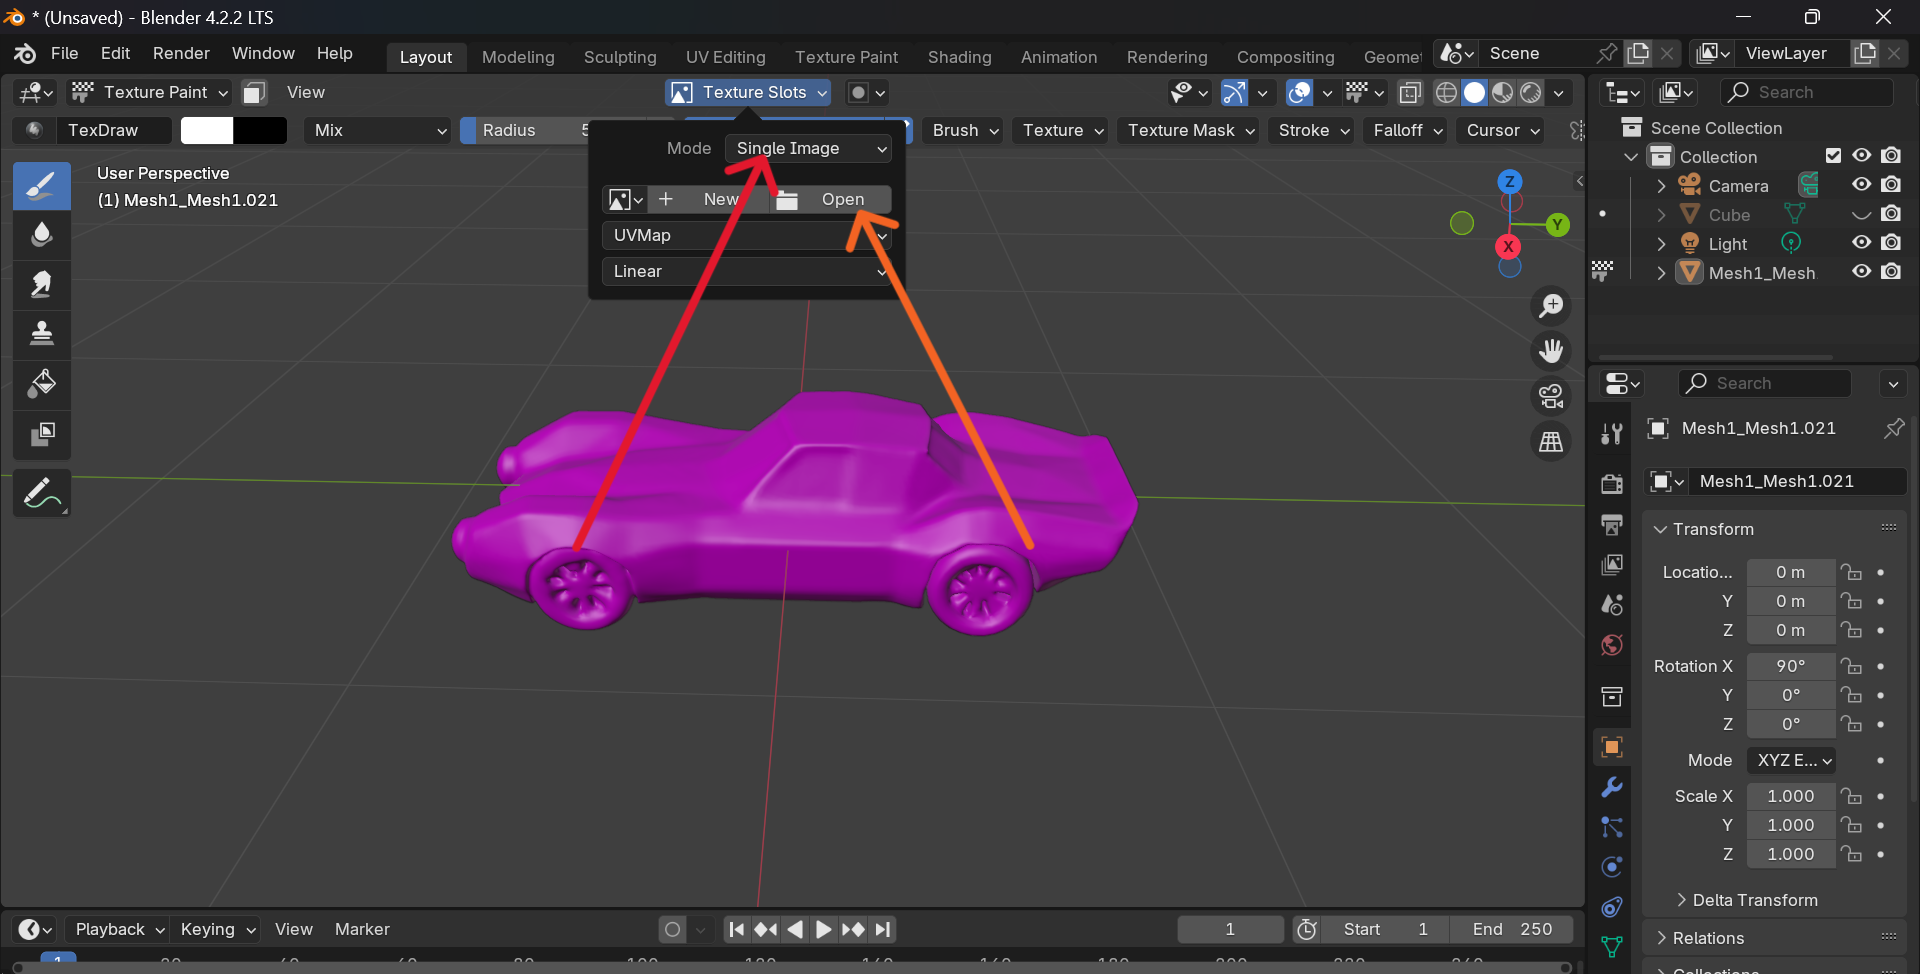 * (Unsaved) - Blender 4.2.2 LTS
File Edit Render Window Help Layout Modeling Sculpting UV Editing Texture Paint Shading Animation Rendering Compositing Geomet Scene ViewLayer
Texture Paint View Texture Slots Search
TexDraw Mix Radius 5 Brush Texture Texture Mask Stroke Falloff Cursor
Mode Single Image
New Open
UVMap
Linear
User Perspective
(1) Mesh1_Mesh1.021
Z
Y
X
Scene Collection
Collection
Camera
Cube
Light
Mesh1_Mesh
Search
Mesh1_Mesh1.021
Mesh1_Mesh1.021
Transform
Locatio... 0 m
Y 0 m
Z 0 m
Rotation X 90°
Y 0°
Z 0°
Mode XYZ E...
Scale X 1.000
Y 1.000
Z 1.000
Delta Transform
Relations
Playback Keying View Marker 1 Start 1 End 250
1